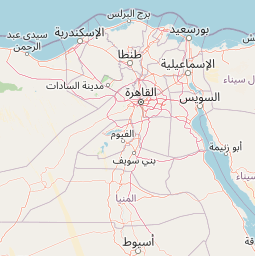 برج البرلس
بورسعيد
سيدى عبد
الرحمن
الإسكندرية
طنطا
الإسماعيلية
مدينة السادات
القاهرة
السويس
الفيوم
أبو زنيمة
بني سويف
المنيا
أسيوط